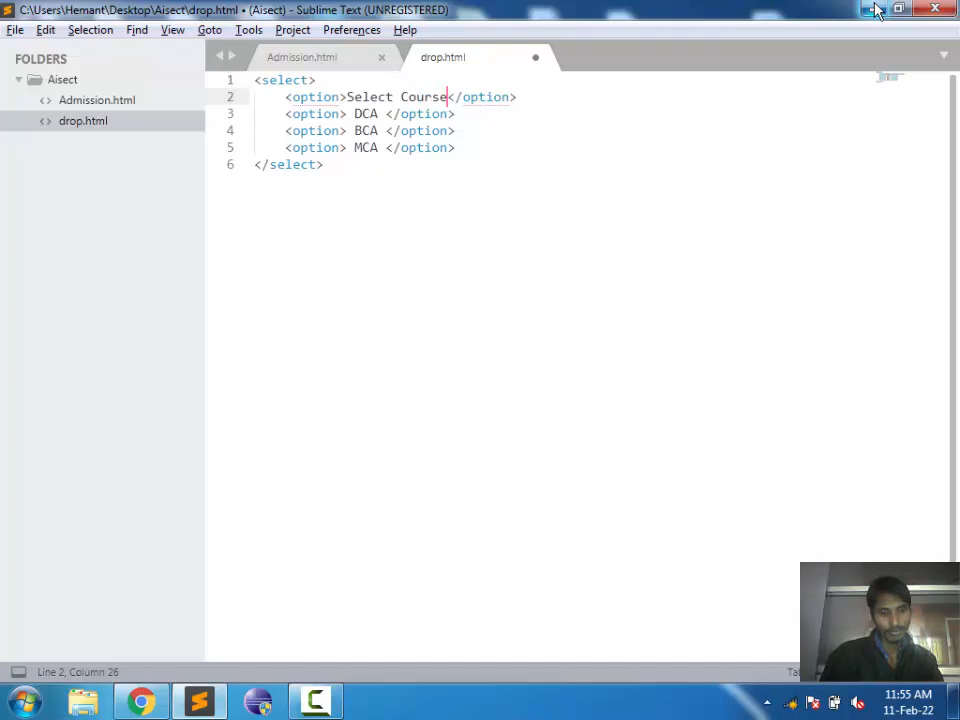 C:\Users\Hemant\Desktop\Aisect\drop.html • (Aisect) - Sublime Text (UNREGISTERED)
File Edit Selection Find View Goto Tools Project Preferences Help
FOLDERS
Aisect
<> Admission.html
<> drop.html
Admission.html × drop.html
1 <select>
2 <option>Select Course</option>
3 <option> DCA </option>
4 <option> BCA </option>
5 <option> MCA </option>
6 </select>
Line 2, Column 26
11:55 AM
11-Feb-22